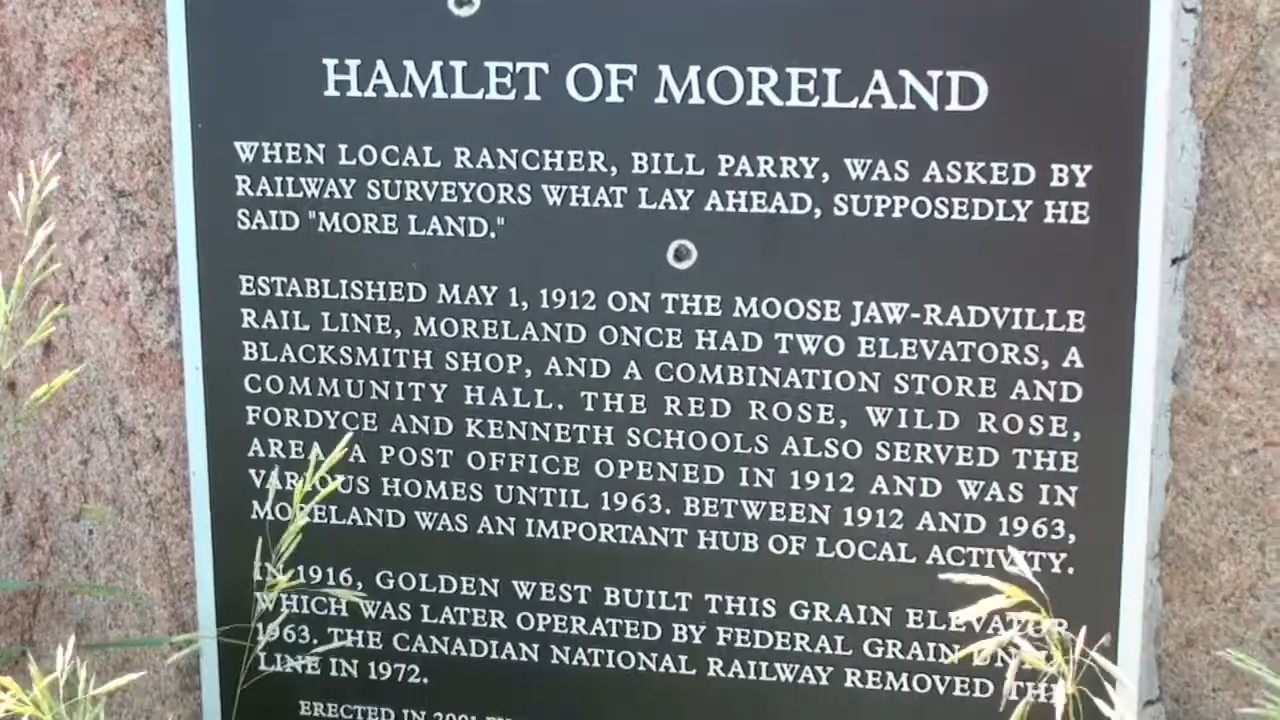 HAMLET OF MORELAND
WHEN LOCAL RANCHER, BILL PARRY, WAS ASKED BY
RAILWAY SURVEYORS WHAT LAY AHEAD, SUPPOSEDLY HE
SAID "MORE LAND."
ESTABLISHED MAY 1, 1912 ON THE MOOSE JAW-RADVILLE
RAIL LINE, MORELAND ONCE HAD TWO ELEVATORS, A
BLACKSMITH SHOP, AND A COMBINATION STORE AND
COMMUNITY HALL. THE RED ROSE, WILD ROSE,
FORDYCE AND KENNETH SCHOOLS ALSO SERVED THE
AREA. A POST OFFICE OPENED IN 1912 AND WAS IN
VARIOUS HOMES UNTIL 1963. BETWEEN 1912 AND 1963,
MORELAND WAS AN IMPORTANT HUB OF LOCAL ACTIVITY.
IN 1916, GOLDEN WEST BUILT THIS GRAIN ELEVATOR
WHICH WAS LATER OPERATED BY FEDERAL GRAIN UNTIL
1963. THE CANADIAN NATIONAL RAILWAY REMOVED THE
LINE IN 1972.
ERECTED IN 2001